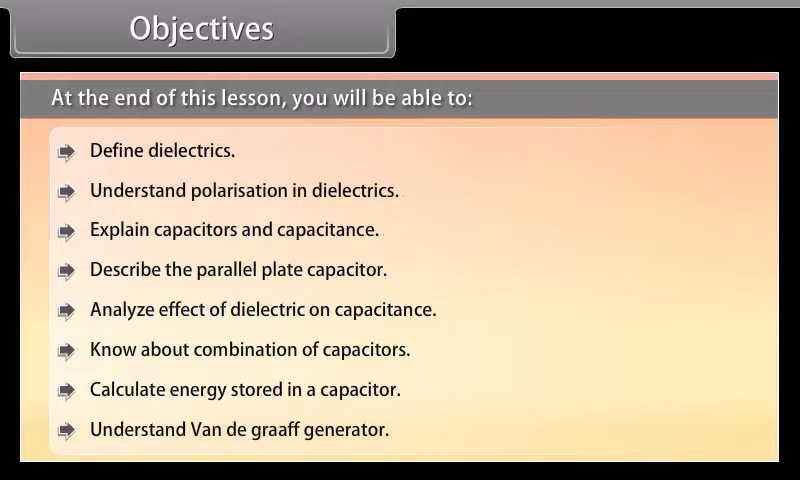 Objectives
At the end of this lesson, you will be able to:
Define dielectrics.
Understand polarisation in dielectrics.
Explain capacitors and capacitance.
Describe the parallel plate capacitor.
Analyze effect of dielectric on capacitance.
Know about combination of capacitors.
Calculate energy stored in a capacitor.
Understand Van de graaff generator.